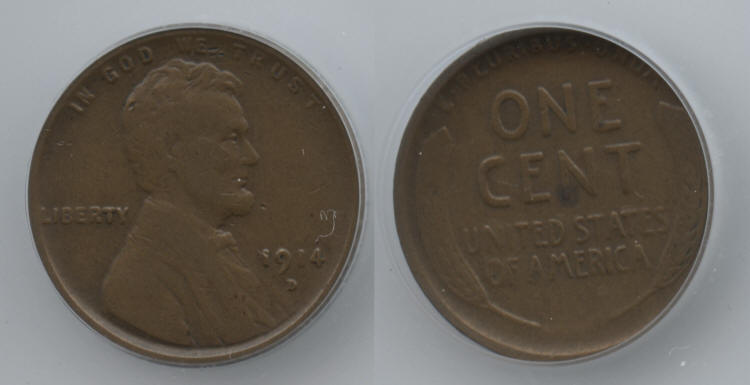 IN GOD WE TRUST
LIBERTY
1914
D
ONE
CENT
UNITED STATES
OF AMERICA